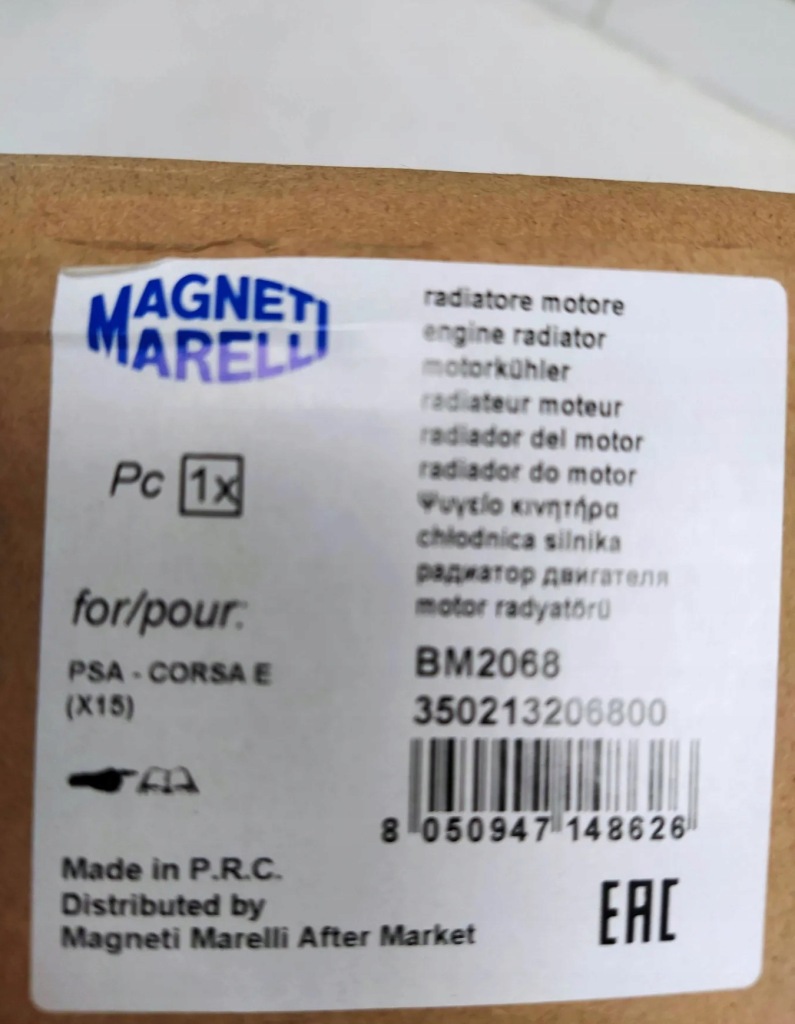 MAGNETI
MARELLI
Pc 1x
for/pour:
PSA - CORSA E
(X15)
radiatore motore
engine radiator
motorkühler
radiateur moteur
radiador del motor
radiador do motor
Ψυγείο κινητήρα
chłodnica silnika
радиатор двигателя
motor radyatörü
BM2068
350213206800
8 050947 148626
Made in P.R.C.
Distributed by
Magneti Marelli After Market
EAC